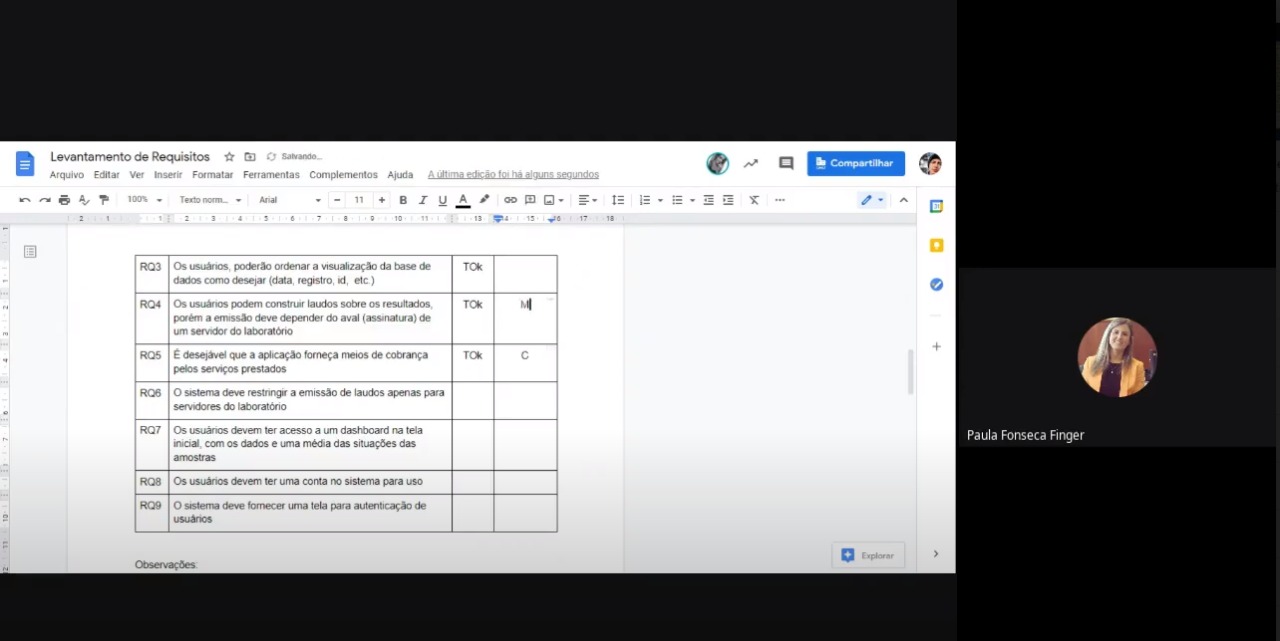 Levantamento de Requisitos
Salvando...
Arquivo Editar Ver Inserir Formatar Ferramentas Complementos Ajuda A última edição foi há alguns segundos
Compartilhar
100% Texto norm... Arial 11 B I U A
RQ3 Os usuários, poderão ordenar a visualização da base de TOk
dados como desejar (data, registro, id, etc.)
RQ4 Os usuários podem construir laudos sobre os resultados, TOk M
porém a emissão deve depender do aval (assinatura) de
um servidor do laboratório
RQ5 É desejável que a aplicação forneça meios de cobrança TOk C
pelos serviços prestados
RQ6 O sistema deve restringir a emissão de laudos apenas para
servidores do laboratório
RQ7 Os usuários devem ter acesso a um dashboard na tela
inicial, com os dados e uma média das situações das
amostras
RQ8 Os usuários devem ter uma conta no sistema para uso
RQ9 O sistema deve fornecer uma tela para autenticação de
usuários
Observações:
Explorar
Paula Fonseca Finger